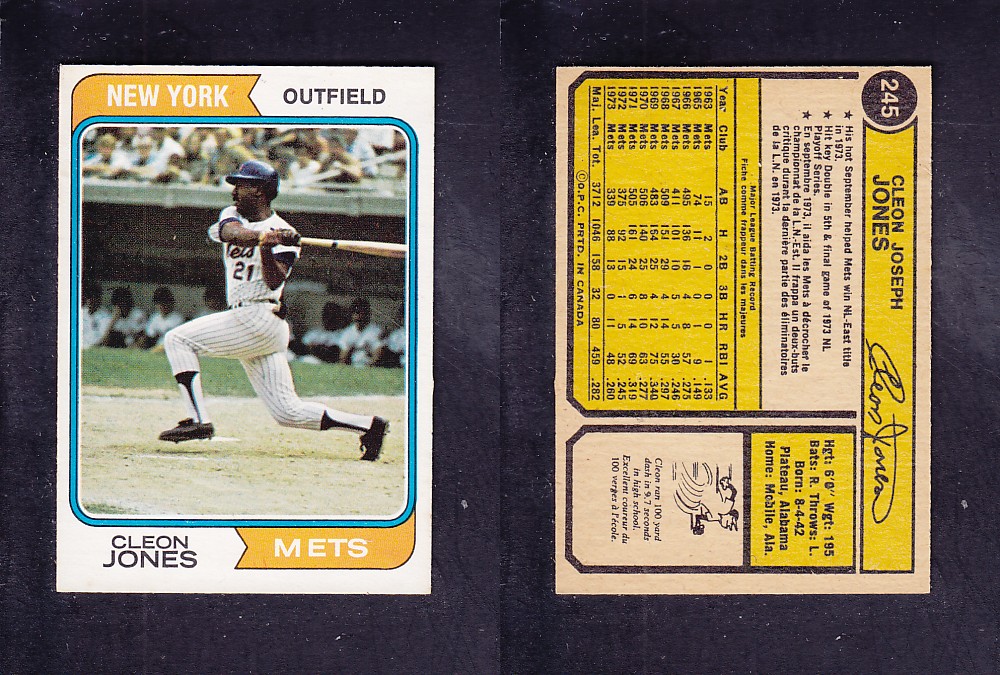 NEW YORK
OUTFIELD
Mets
21
CLEON
JONES
METS
245
CLEON JOSEPH
JONES
Cleon Jones
★ His hot September helped Mets win NL-East title
in 1973.
★ Hit key Double in 5th & final game of 1973 NL
Playoff Series.
★ En septembre 1973, il aida les Mets à décrocher le
championnat de la L.N.-Est. Il frappa un deux-buts
critique durant la dernière partie des éliminatoires
de la L.N. en 1973.
Major League Batting Record
Fiche comme frappeur dans les majeures
Year Club AB H 2B 3B HR RBI AVG
1963 Mets 15 2 0 0 0 1 .133
1965 Mets 74 11 1 0 1 9 .149
1966 Mets 495 136 16 4 8 57 .275
1967 Mets 411 101 10 5 5 30 .246
1968 Mets 509 151 29 4 14 55 .297
1969 Mets 483 164 25 4 12 75 .340
1970 Mets 506 140 25 8 10 63 .277
1971 Mets 505 161 24 6 14 69 .319
1972 Mets 375 92 15 1 5 52 .245
1973 Mets 339 88 13 0 11 48 .260
Maj. Lea. Tot. 3712 1046 158 32 80 459 .282
©O.P.C. PRTD. IN CANADA
Hgt: 6'0" Wgt: 195
Bats: R. Throws: L.
Born: 8-4-42
Plateau, Alabama
Home: Mobile, Ala.
Cleon run 100 yard
dash in 9.7 seconds
in high school.
Excellent coureur du
100 verges à l'école.